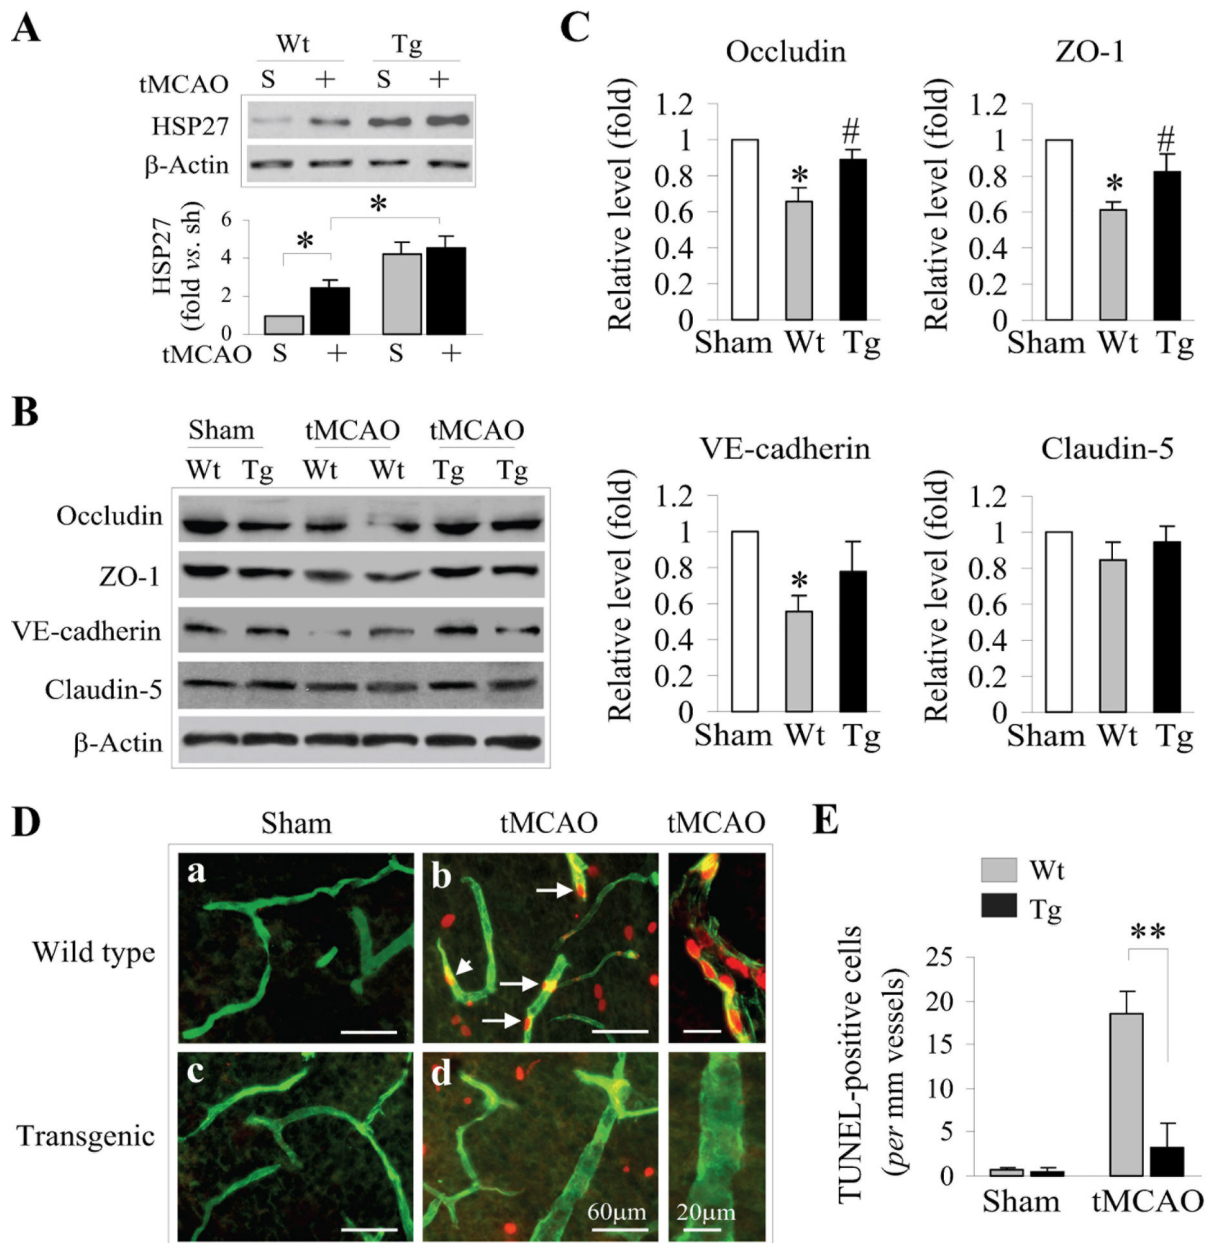 A
Wt Tg
tMCAO S + S +
HSP27
β-Actin
HSP27
(fold vs. sh)
6
4
2
0
* *
tMCAO S + S +
B
Sham tMCAO tMCAO
Wt Tg Wt Wt Tg Tg
Occludin
ZO-1
VE-cadherin
Claudin-5
β-Actin
C
Occludin
Relative level (fold)
1.2
1
0.8
0.6
0.4
0.2
0
* #
Sham Wt Tg
ZO-1
Relative level (fold)
1.2
1
0.8
0.6
0.4
0.2
0
* #
Sham Wt Tg
VE-cadherin
Relative level (fold)
1.2
1
0.8
0.6
0.4
0.2
0
*
Sham Wt Tg
Claudin-5
Relative level (fold)
1.2
1
0.8
0.6
0.4
0.2
0
Sham Wt Tg
D
Sham tMCAO tMCAO
Wild type
a b
Transgenic
c d
60μm 20μm
E
Wt
Tg
TUNEL-positive cells
(per mm vessels)
25
20
15
10
5
0
**
Sham tMCAO